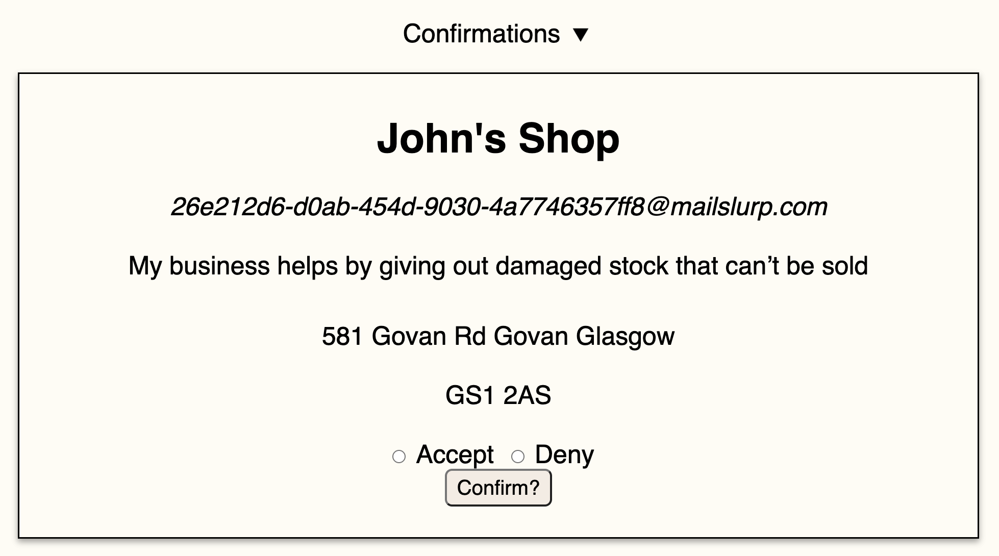 Confirmations ▼
John's Shop
26e212d6-d0ab-454d-9030-4a7746357ff8@mailslurp.com
My business helps by giving out damaged stock that can’t be sold
581 Govan Rd Govan Glasgow
GS1 2AS
Accept Deny
Confirm?